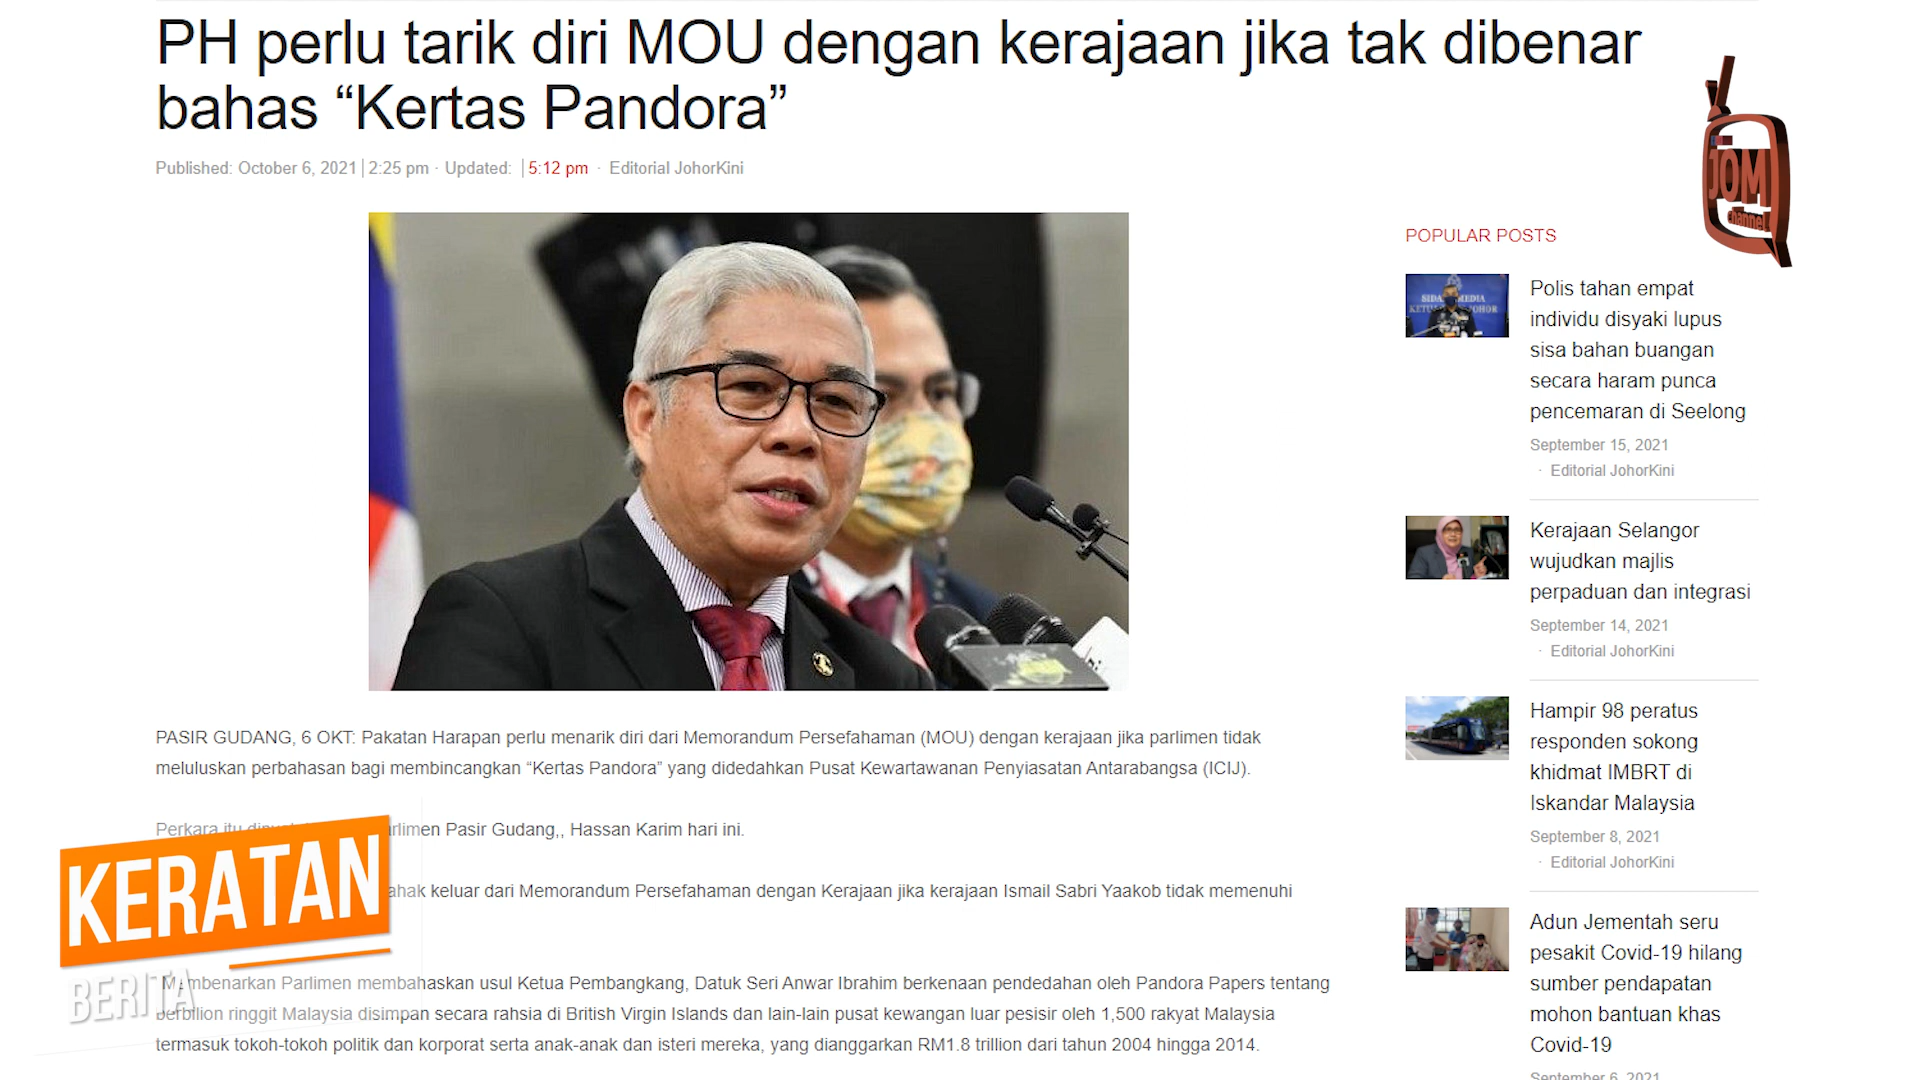 PH perlu tarik diri MOU dengan kerajaan jika tak dibenar
bahas “Kertas Pandora”
Published: October 6, 2021 | 2:25 pm · Updated: | 5:12 pm · Editorial JohorKini
JOM
Channel
POPULAR POSTS
Polis tahan empat
individu disyaki lupus
sisa bahan buangan
secara haram punca
pencemaran di Seelong
September 15, 2021
· Editorial JohorKini
Kerajaan Selangor
wujudkan majlis
perpaduan dan integrasi
September 14, 2021
· Editorial JohorKini
Hampir 98 peratus
responden sokong
khidmat IMBRT di
Iskandar Malaysia
September 8, 2021
· Editorial JohorKini
Adun Jementah seru
pesakit Covid-19 hilang
sumber pendapatan
mohon bantuan khas
Covid-19
September 6, 2021
PASIR GUDANG, 6 OKT: Pakatan Harapan perlu menarik diri dari Memorandum Persefahaman (MOU) dengan kerajaan jika parlimen tidak
meluluskan perbahasan bagi membincangkan “Kertas Pandora” yang didedahkan Pusat Kewartawanan Penyiasatan Antarabangsa (ICIJ).
Perkara itu Pasir Gudang,, Hassan Karim hari ini.
keluar dari Memorandum Persefahaman dengan Kerajaan jika kerajaan Ismail Sabri Yaakob tidak memenuhi
Membenarkan Parlimen membahaskan usul Ketua Pembangkang, Datuk Seri Anwar Ibrahim berkenaan pendedahan oleh Pandora Papers tentang
berbilion ringgit Malaysia disimpan secara rahsia di British Virgin Islands dan lain-lain pusat kewangan luar pesisir oleh 1,500 rakyat Malaysia
termasuk tokoh-tokoh politik dan korporat serta anak-anak dan isteri mereka, yang dianggarkan RM1.8 trillion dari tahun 2004 hingga 2014.
KERATAN
BERITA